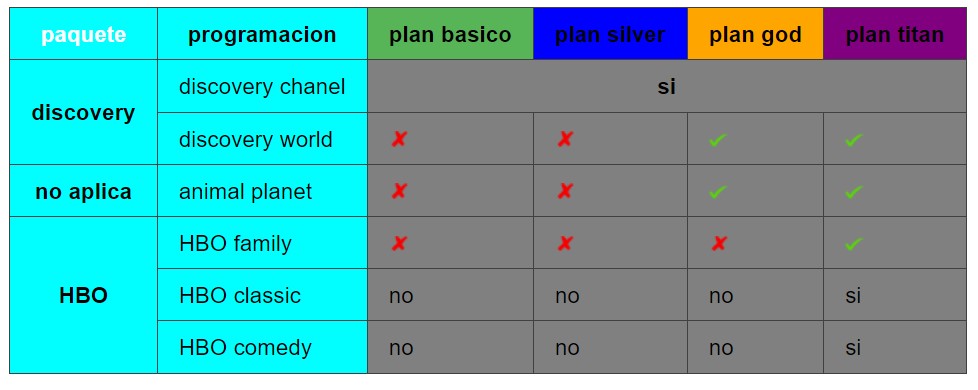 paquete programacion plan basico plan silver plan god plan titan
discovery discovery chanel si
discovery world ✘ ✘ ✓ ✓
no aplica animal planet ✘ ✘ ✓ ✓
HBO HBO family ✘ ✘ ✘ ✓
HBO classic no no no si
HBO comedy no no no si